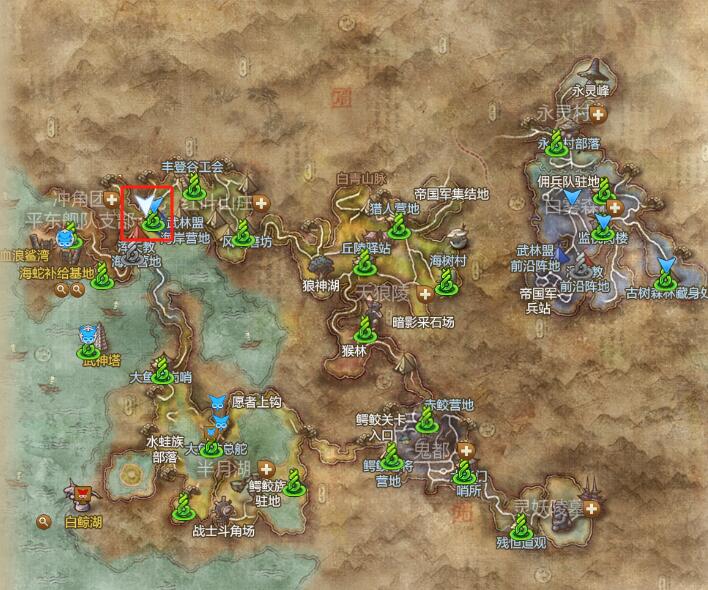 永灵峰
永灵村
永灵村部落
丰登谷工会
白青山脉
佣兵队驻地
帝国军集结地
冲角团
猎人营地
平东舰队支部
武林盟
海岸营地
监视阁楼
丘陵驿站
血浪鲨湾
武林盟
前沿阵地
海树村
前沿阵地
海蛇补给基地
狼神湖
天狼陵
帝国军
兵站
古树森林藏身处
暗影采石场
猴林
武神塔
愿者上钩
赤鲛营地
鳄鲛关卡
入口
水蛙族
部落
鬼都
半月湖
营地
哨所
鳄鲛族
驻地
灵妓陵墓
白鲸湖
战士斗角场
残垣道观